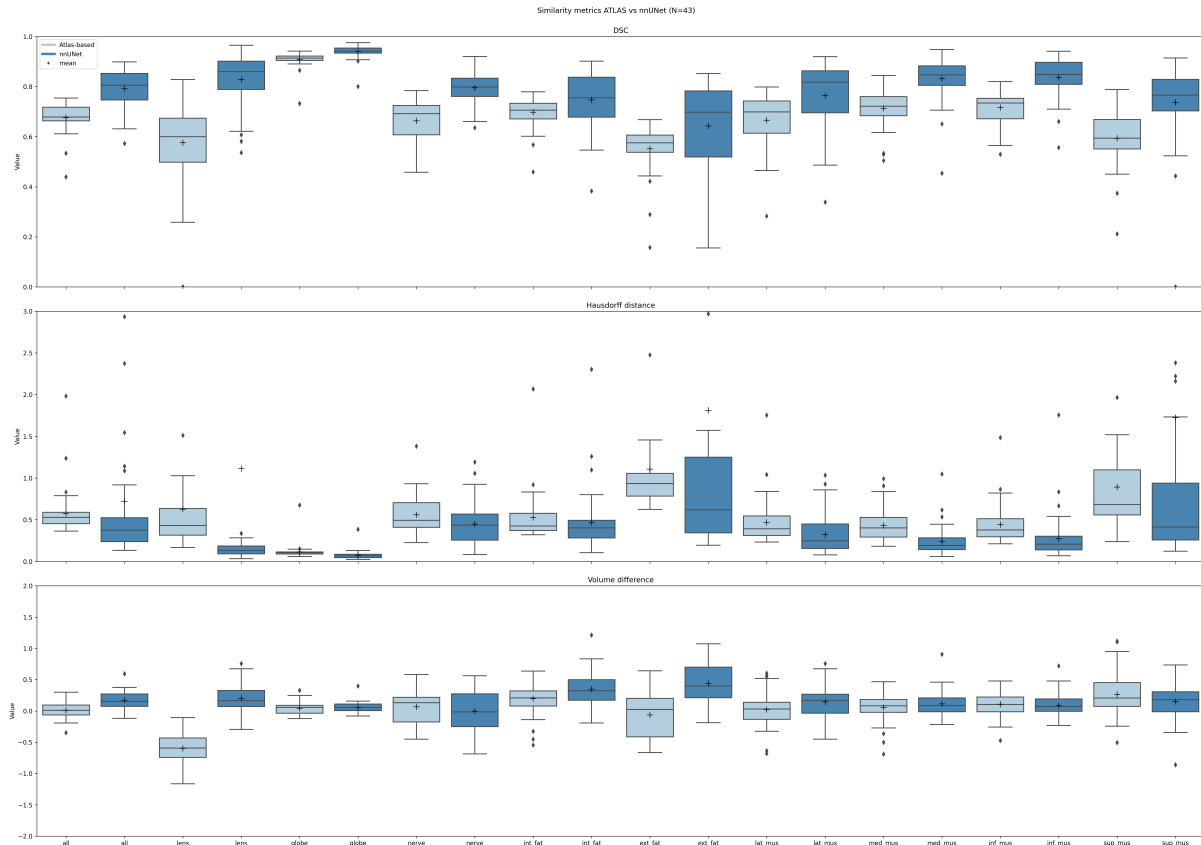 Similarity metrics ATLAS vs nnUNet (N=43)
DSC
1.0
0.8
0.6
0.4
0.2
0.0
Value
Atlas-based
nnUNet
mean
Hausdorff distance
3.0
2.5
2.0
1.5
1.0
0.5
0.0
Value
Volume difference
2.0
1.5
1.0
0.5
0.0
−0.5
−1.0
−1.5
−2.0
Value
all all lens lens globe globe nerve nerve int_fat int_fat ext_fat ext_fat lat_mus lat_mus med_mus med_mus inf_mus inf_mus sup_mus sup_mus